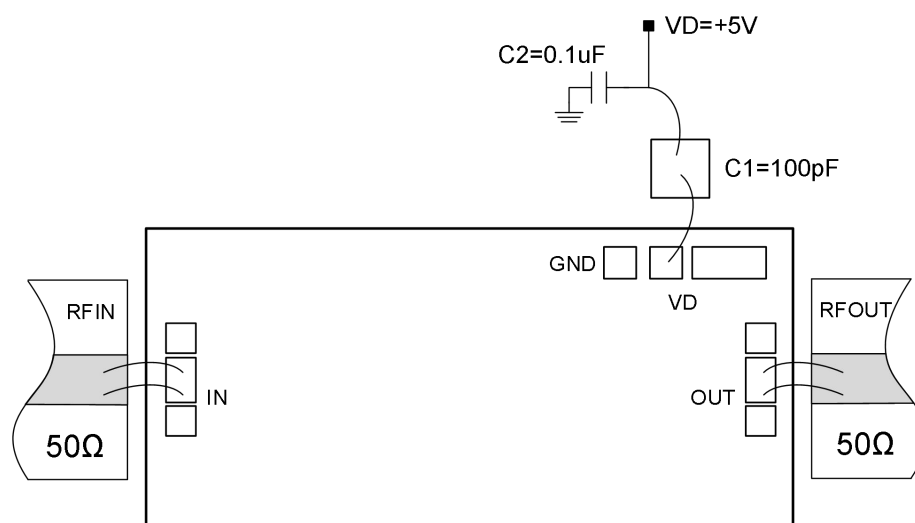 VD=+5V
C2=0.1uF
C1=100pF
GND
VD
RFIN
RFOUT
IN
OUT
50Ω
50Ω